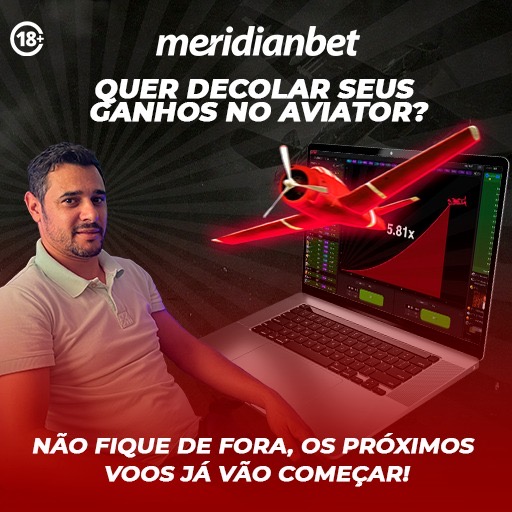 18+
meridianbet
QUER DECOLAR SEUS
GANHOS NO AVIATOR?
5.81x
NÃO FIQUE DE FORA, OS PRÓXIMOS
VOOS JÁ VÃO COMEÇAR!